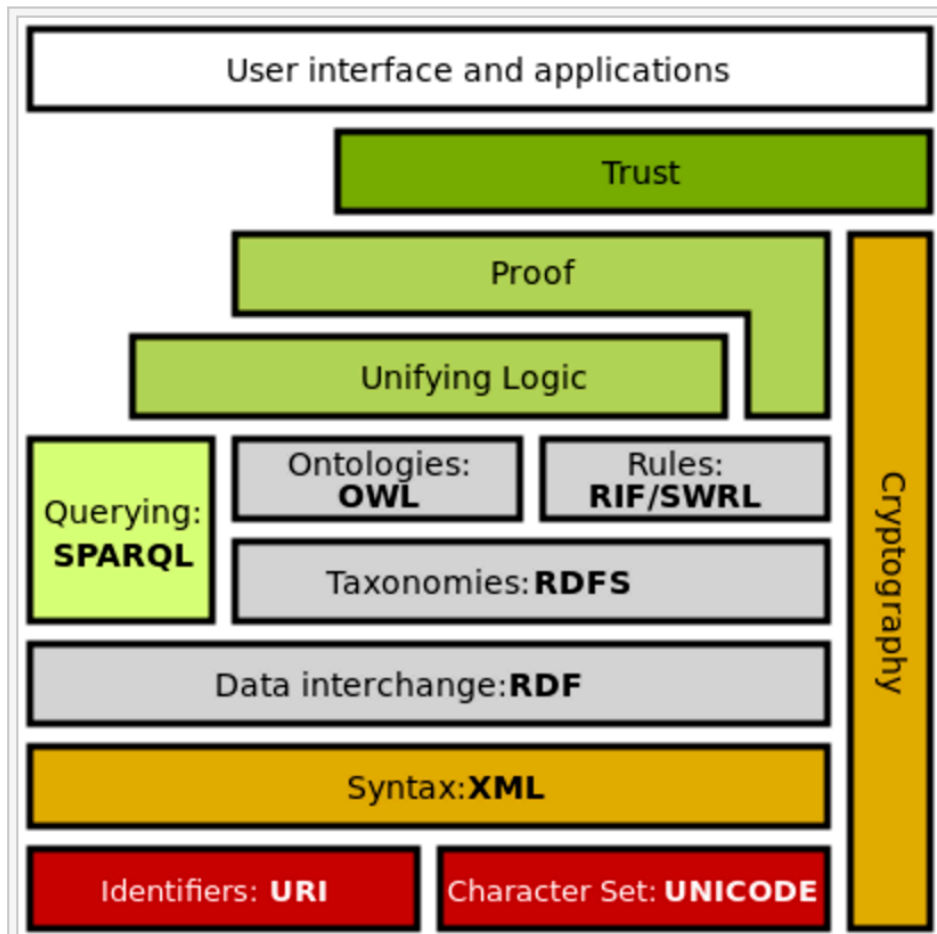 User interface and applications
Trust
Proof
Unifying Logic
Ontologies:
OWL
Rules:
RIF/SWRL
Querying:
SPARQL
Taxonomies: RDFS
Data interchange: RDF
Syntax: XML
Identifiers: URI
Character Set: UNICODE
Cryptography